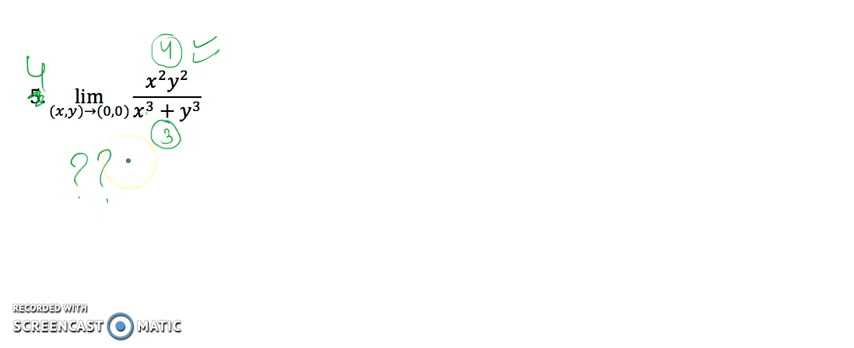 4 ✓✓
4
5. lim (x,y)→(0,0) x²y² / x³ + y³
3
??
RECORDED WITH
SCREENCAST MATIC